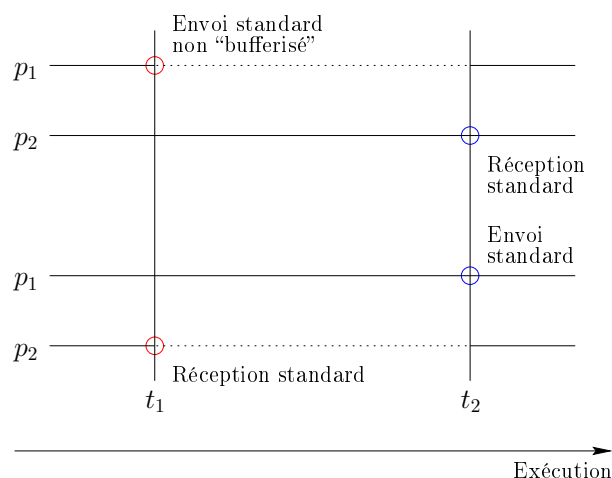 Envoi standard
non “bufferisé”
p1
p2
Réception
standard
Envoi
standard
p1
p2
Réception standard
t1
t2
Exécution